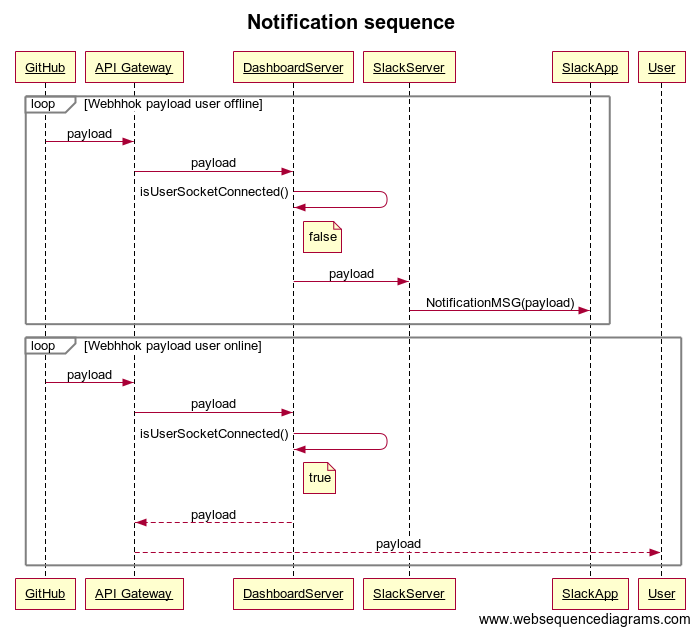 Notification sequence
GitHub API Gateway DashboardServer SlackServer SlackApp User
loop [Webhhok payload user offline]
payload
payload
isUserSocketConnected()
false
payload
NotificationMSG(payload)
loop [Webhhok payload user online]
payload
payload
isUserSocketConnected()
true
payload
payload
GitHub API Gateway DashboardServer SlackServer SlackApp User
www.websequencediagrams.com